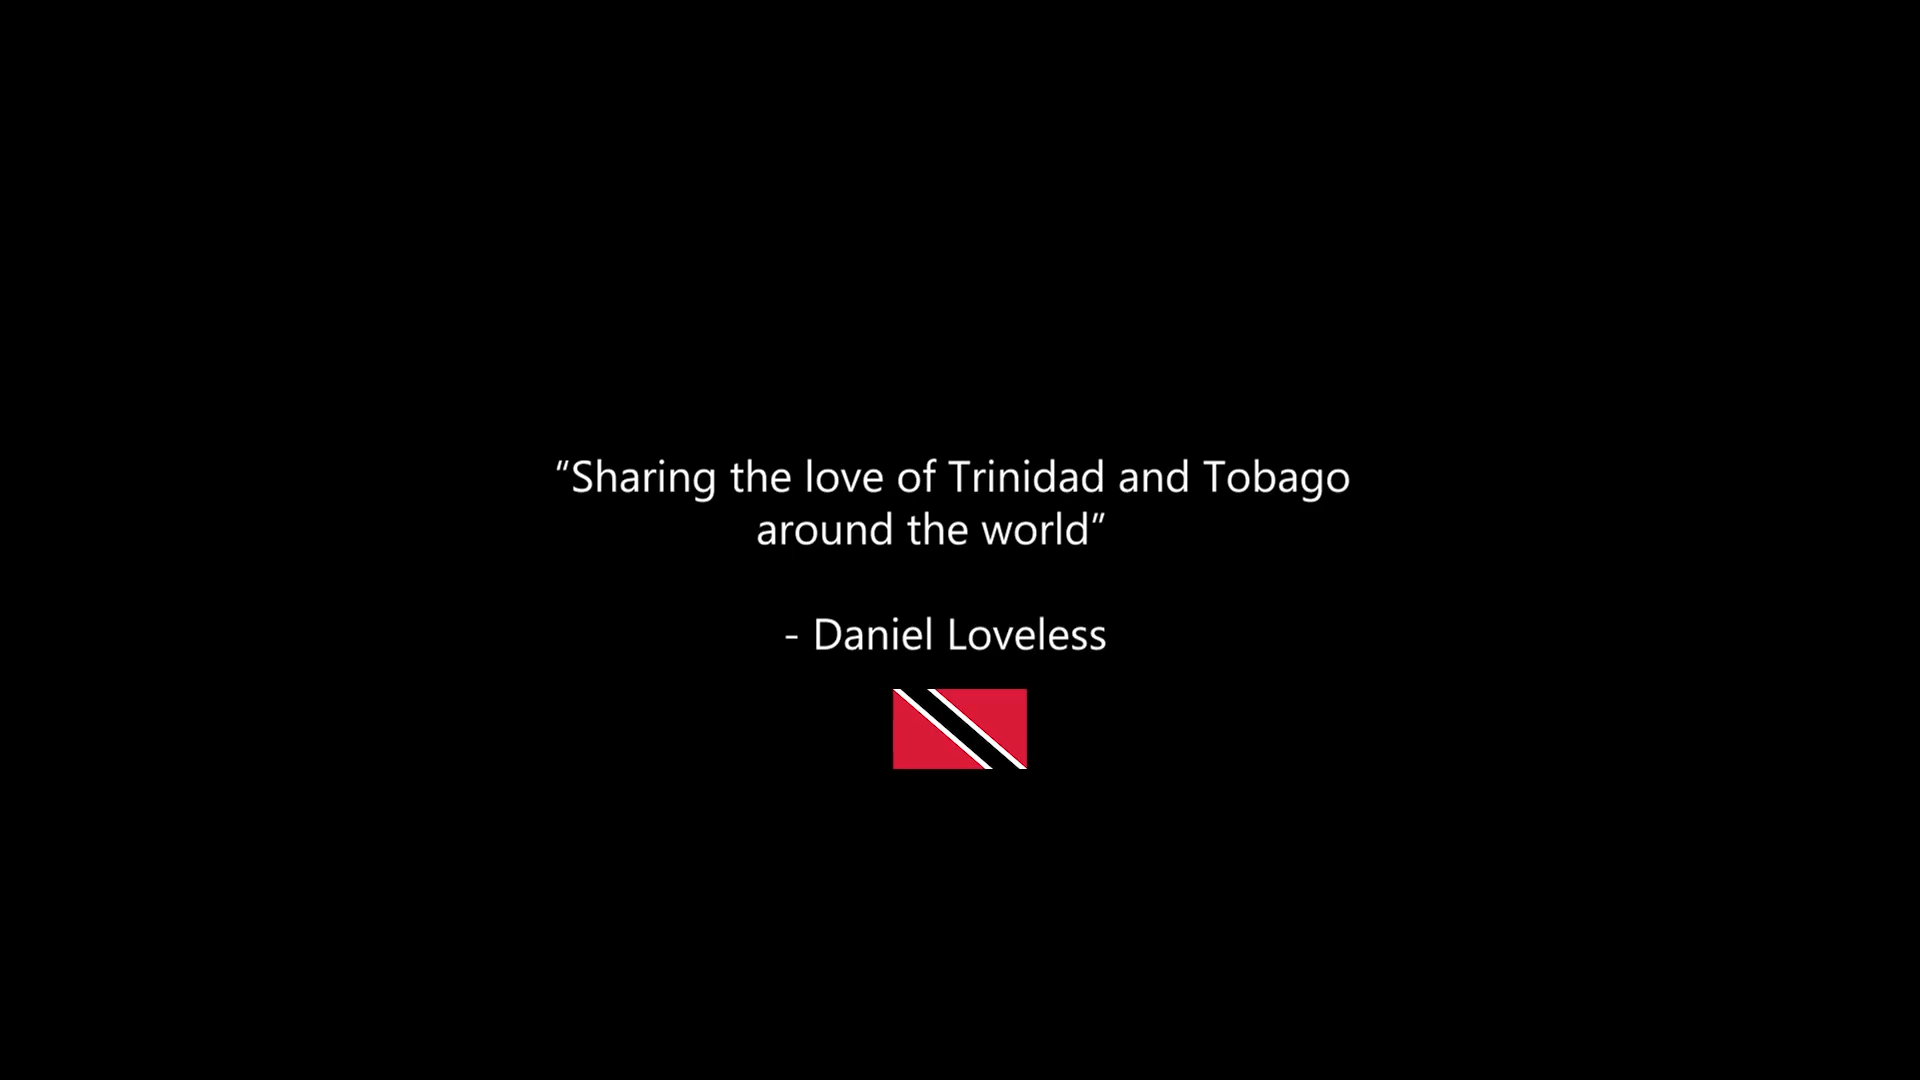 “Sharing the love of Trinidad and Tobago
around the world”
- Daniel Loveless